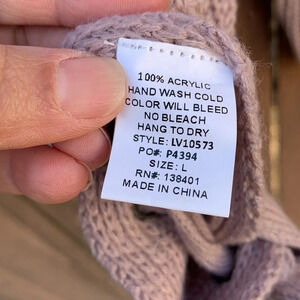 100% ACRYLIC
HAND WASH COLD
COLOR WILL BLEED
NO BLEACH
HANG TO DRY
STYLE: LV10573
PO#: P4394
SIZE: L
RN#: 138401
MADE IN CHINA